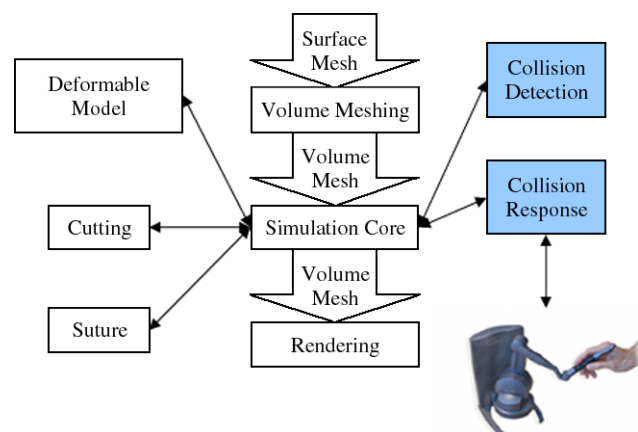 Surface
Mesh
Deformable
Model
Collision
Detection
Volume Meshing
Volume
Mesh
Collision
Response
Cutting
Simulation Core
Volume
Mesh
Suture
Rendering